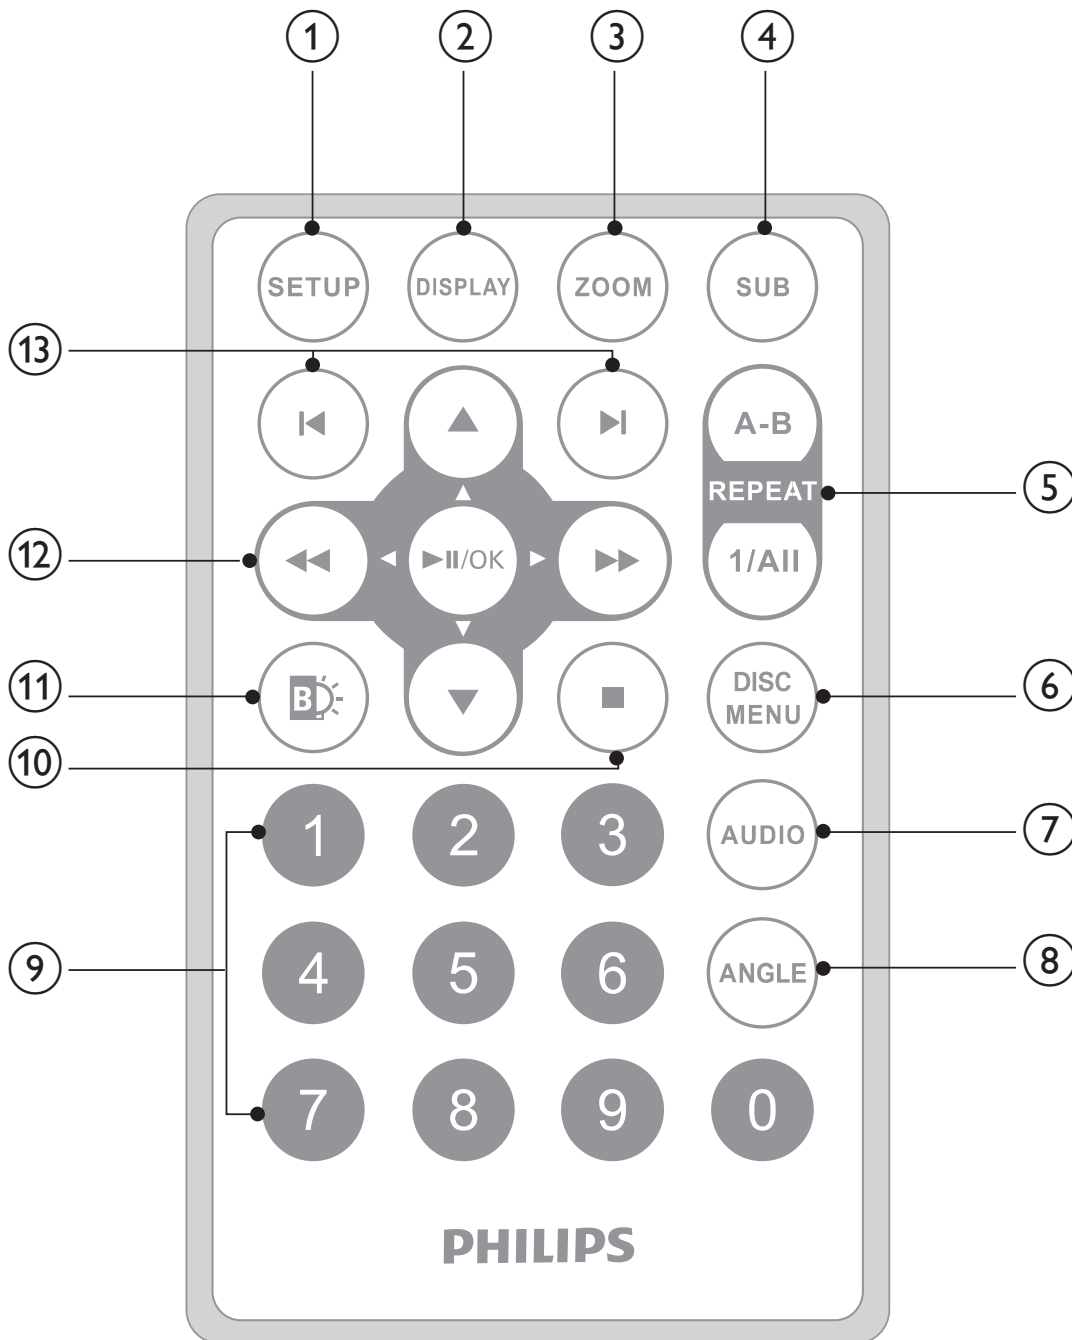 1 2 3 4
SETUP DISPLAY ZOOM SUB
13
A-B
REPEAT
5
12
/OK
1/All
11
B
DISC
MENU
6
10
1 2 3
AUDIO
7
9
4 5 6
ANGLE
8
7 8 9 0
PHILIPS